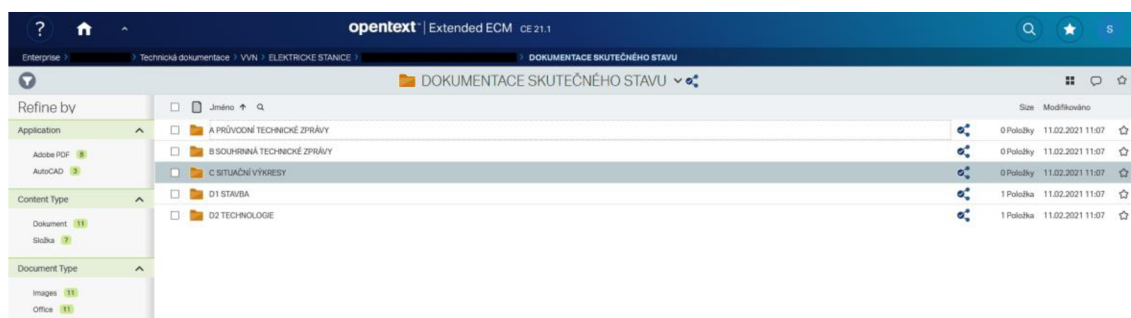 ? opentext™ | Extended ECM CE 21.1 S
Enterprise > > Technická dokumentace > VVN > ELEKTRICKÉ STANICE > > DOKUMENTACE SKUTEČNÉHO STAVU
DOKUMENTACE SKUTEČNÉHO STAVU
Refine by
Jméno Size Modifikováno
Application
A PRŮVODNÍ TECHNICKÉ ZPRÁVY 0 Položky 11.02.2021 11:07
Adobe PDF 8
B SOUHRNNÁ TECHNICKÉ ZPRÁVY 0 Položky 11.02.2021 11:07
AutoCAD 3
C SITUAČNÍ VÝKRESY 0 Položky 11.02.2021 11:07
Content Type
D1 STAVBA 1 Položka 11.02.2021 11:07
D2 TECHNOLOGIE 1 Položka 11.02.2021 11:07
Dokument 11
Složka 7
Document Type
Images 11
Office 11